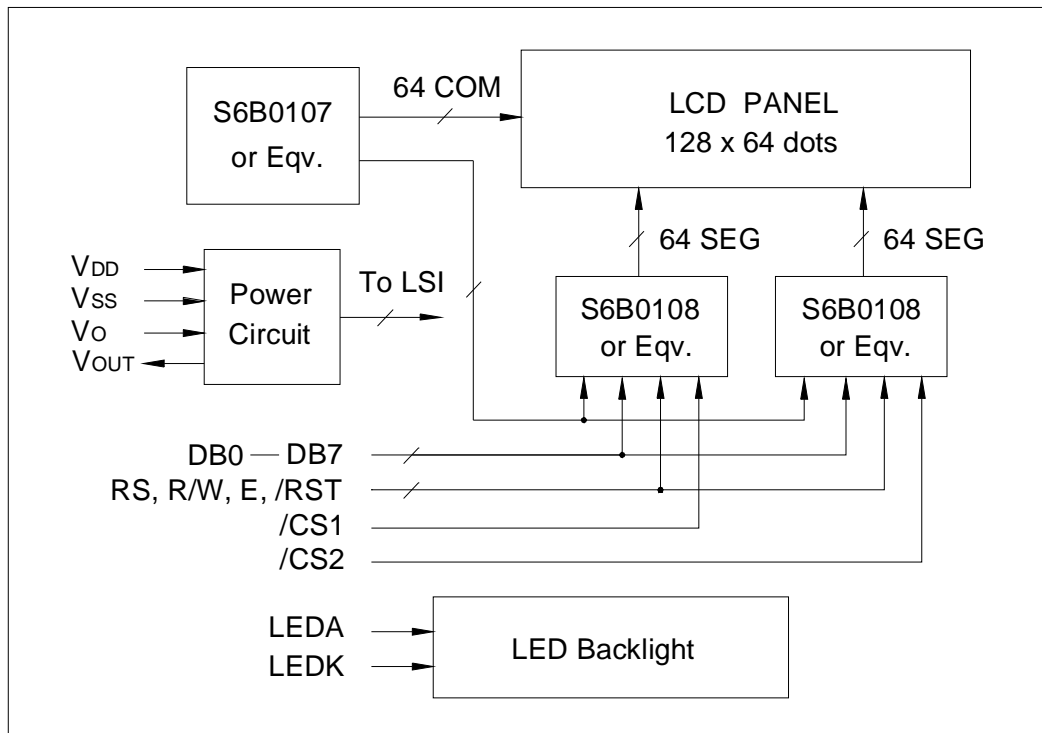 S6B0107
or Eqv.
64 COM
LCD PANEL
128 x 64 dots
64 SEG
64 SEG
VDD
VSS
VO
VOUT
Power
Circuit
To LSI
S6B0108
or Eqv.
S6B0108
or Eqv.
DB0 — DB7
RS, R/W, E, /RST
/CS1
/CS2
LEDA
LEDK
LED Backlight